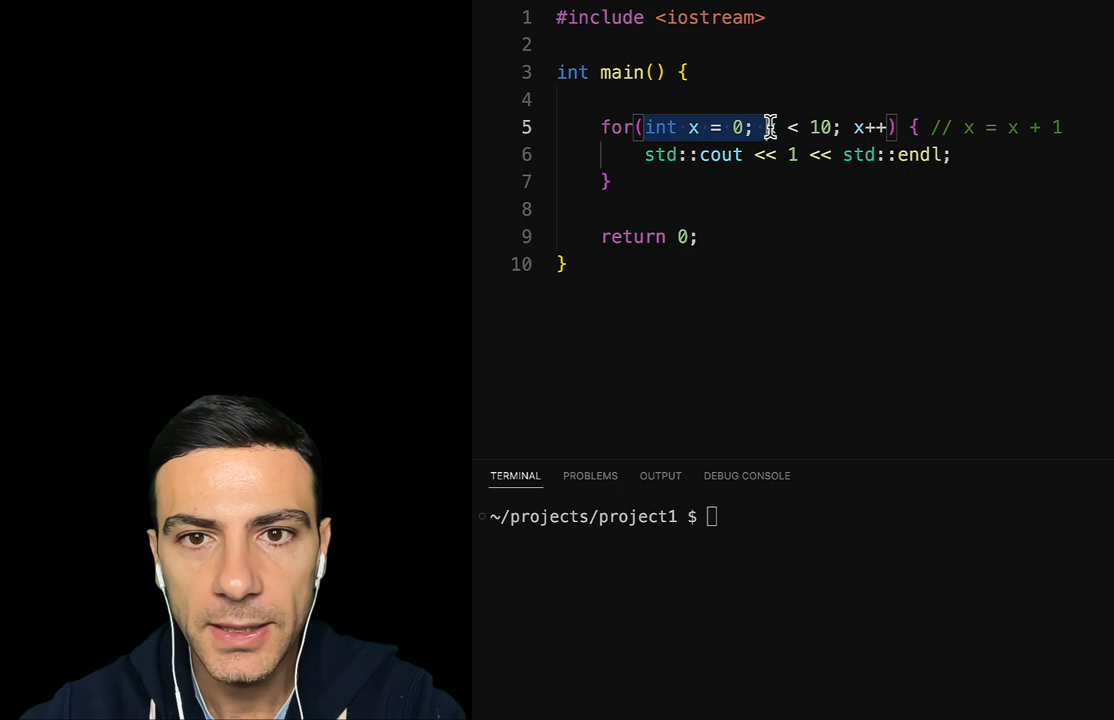 1 #include <iostream>
2
3 int main() {
4
5 for(int x = 0; x < 10; x++) { // x = x + 1
6 std::cout << 1 << std::endl;
7 }
8
9 return 0;
10 }
TERMINAL PROBLEMS OUTPUT DEBUG CONSOLE
~/projects/project1 $